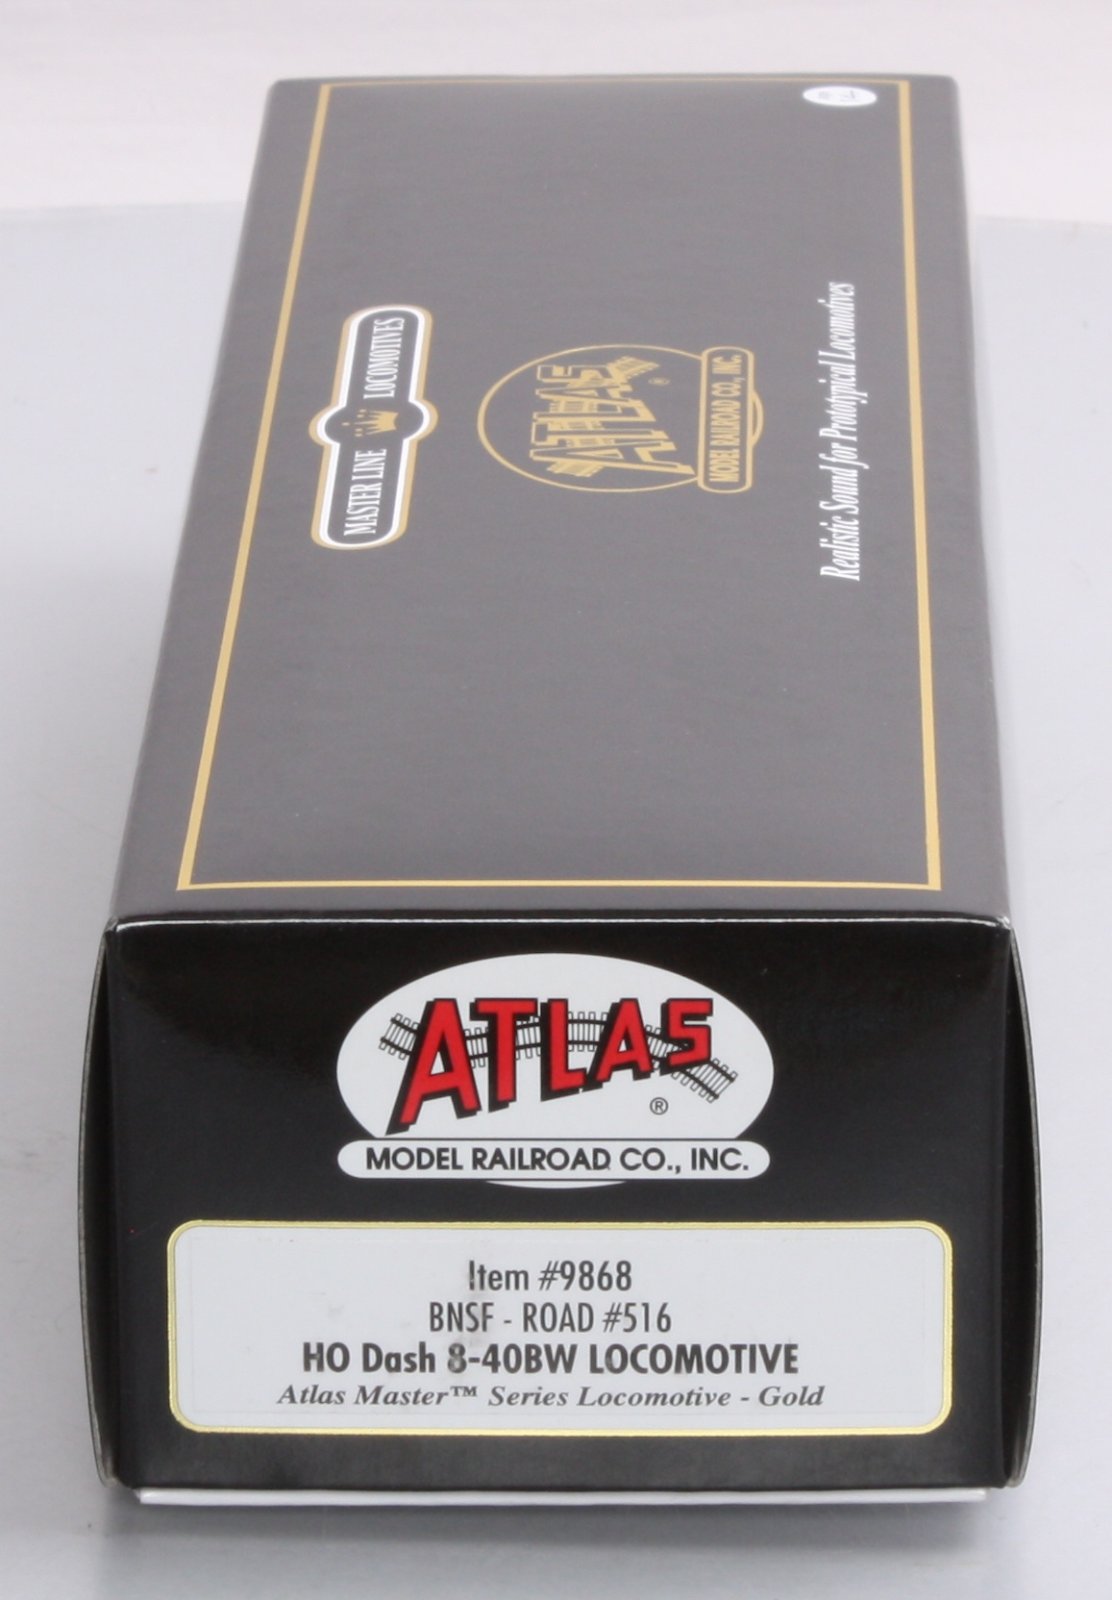 MASTER LINE LOCOMOTIVES
ATLAS
®
MODEL RAILROAD CO., INC.
Realistic Sound for Prototypical Locomotives
ATLAS
®
MODEL RAILROAD CO., INC.
Item #9868
BNSF - ROAD #516
HO Dash 8-40BW LOCOMOTIVE
Atlas Master™ Series Locomotive - Gold